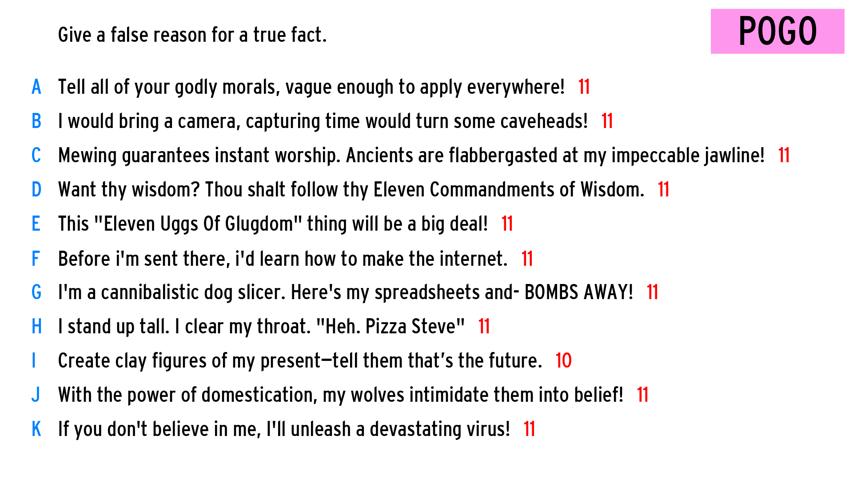 Give a false reason for a true fact.
POGO
A Tell all of your godly morals, vague enough to apply everywhere! 11
B I would bring a camera, capturing time would turn some caveheads! 11
C Mewing guarantees instant worship. Ancients are flabbergasted at my impeccable jawline! 11
D Want thy wisdom? Thou shalt follow thy Eleven Commandments of Wisdom. 11
E This "Eleven Uggs Of Glugdom" thing will be a big deal! 11
F Before i'm sent there, i'd learn how to make the internet. 11
G I'm a cannibalistic dog slicer. Here's my spreadsheets and- BOMBS AWAY! 11
H I stand up tall. I clear my throat. "Heh. Pizza Steve" 11
I Create clay figures of my present—tell them that’s the future. 10
J With the power of domestication, my wolves intimidate them into belief! 11
K If you don't believe in me, I'll unleash a devastating virus! 11